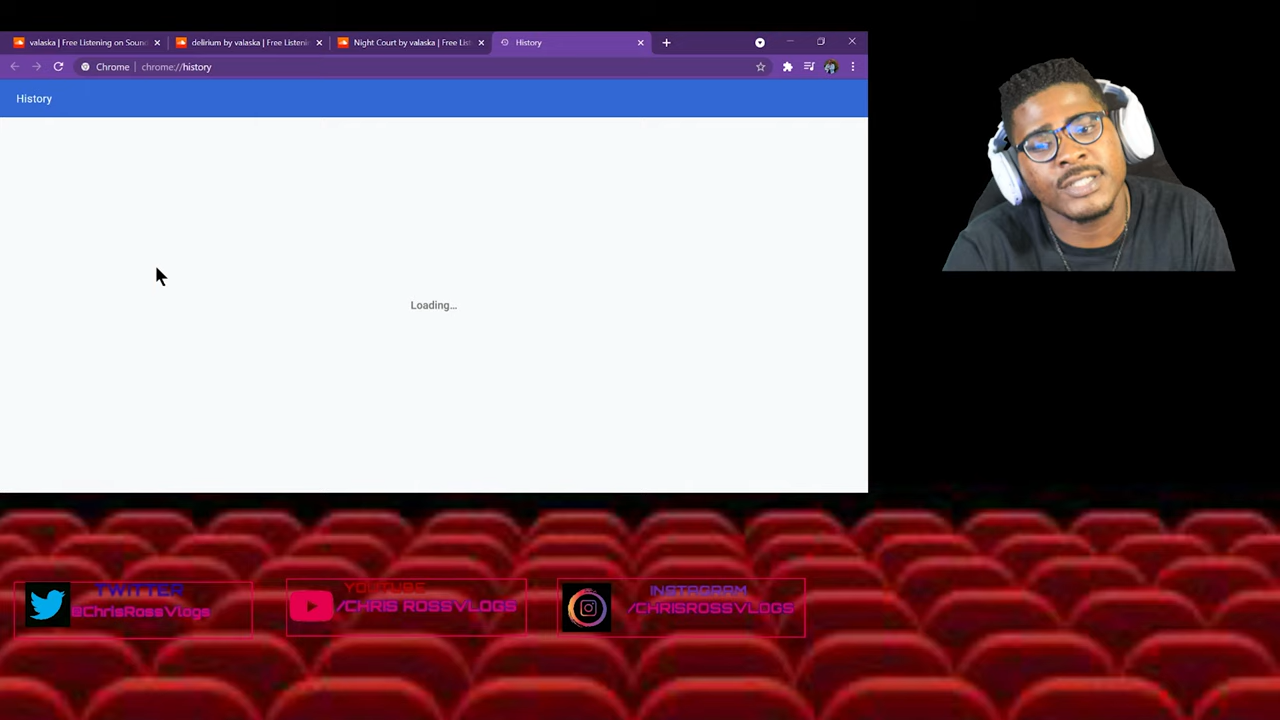 valaska | Free Listening on Soun
delirium by valaska | Free Listenin
Night Court by valaska | Free List
History
Chrome
chrome://history
History
Loading...
TWITTER
@ChrisRossVlogs
YOUTUBE
/CHRIS ROSSVLOGS
INSTAGRAM
/CHRISROSSVLOGS